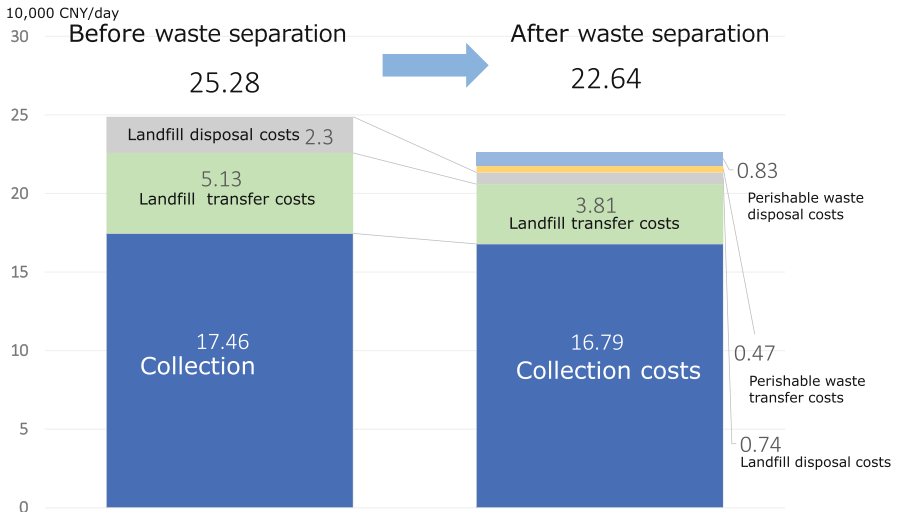 10,000 CNY/day
30
Before waste separation
After waste separation
25.28
22.64
25
Landfill disposal costs 2.3
5.13
Landfill transfer costs
0.83
Perishable waste
disposal costs
20
3.81
Landfill transfer costs
15
17.46
Collection
16.79
Collection costs
10
0.47
Perishable waste
transfer costs
5
0.74
Landfill disposal costs
0